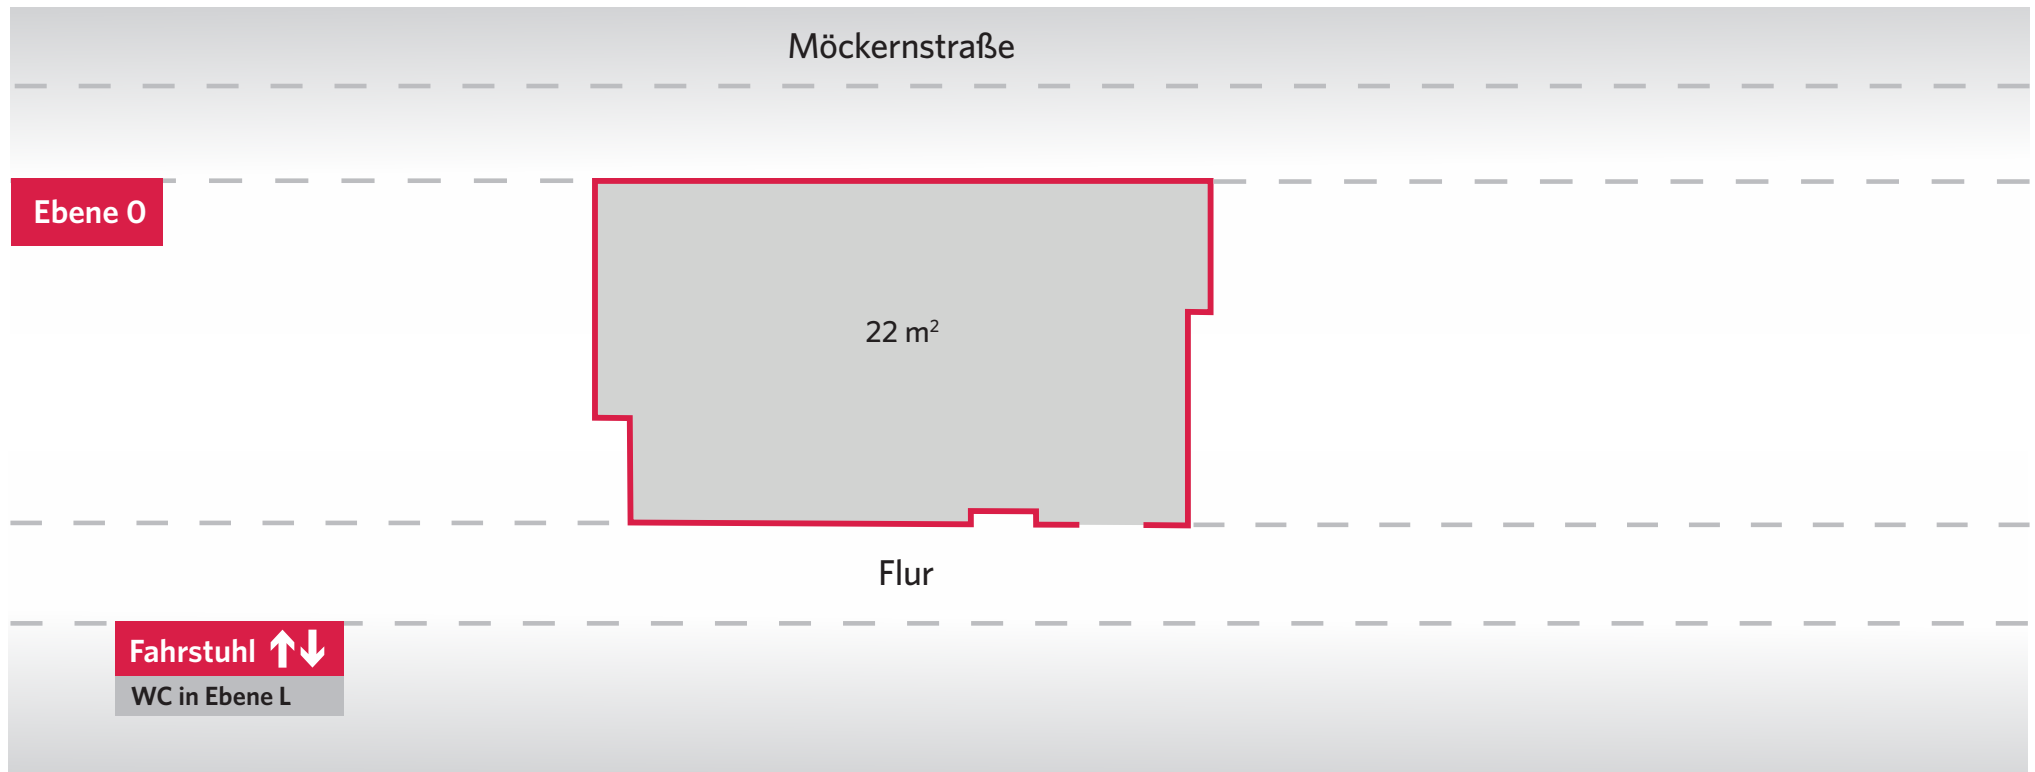 Möckernstraße
Ebene 0
22 m²
Flur
Fahrstuhl ↑↓
WC in Ebene L